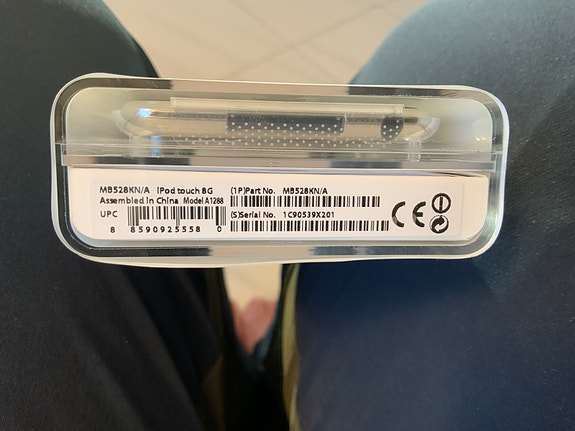 MB528KN/A iPod touch 8G
Assembled in China Model A1288
UPC
8 85909 25558 0
(1P)Part No. MB528KN/A
(S)Serial No. 1C90539X201
CE